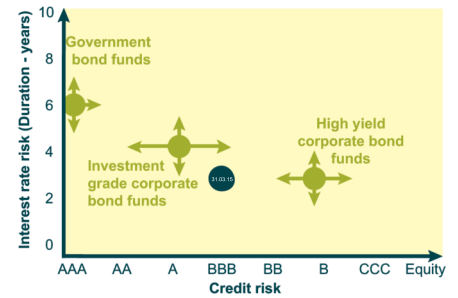 10
Government
bond funds
8
6
High yield
corporate bond
funds
4
Investment
grade corporate
bond funds
31.03.15
2
0
Interest rate risk (Duration - years)
AAA AA A BBB BB B CCC Equity
Credit risk